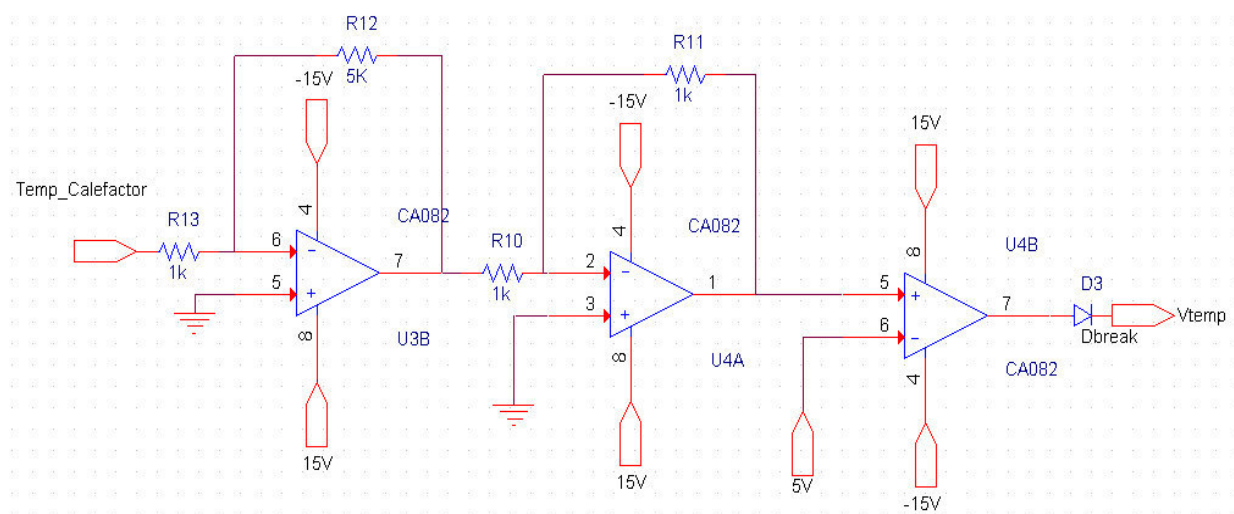 R12
5K
-15V
Temp_Calefactor
R13
1k
6
5
4
8
7
CA082
U3B
15V
R10
1k
R11
1k
-15V
4
2
3
8
1
CA082
U4A
15V
15V
8
5
6
4
7
U4B
CA082
5V
-15V
D3
Dbreak
Vtemp